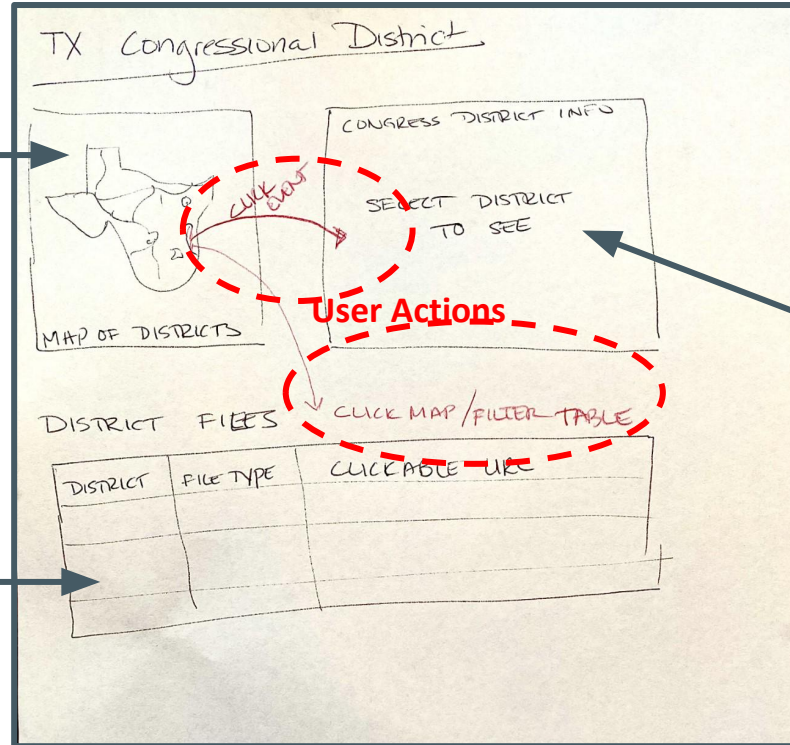 TX Congressional District
CONGRESS DISTRICT INFO
CLICK
EVENT
SELECT DISTRICT
TO SEE
User Actions
MAP OF DISTRICTS
DISTRICT FILES
CLICK MAP/FILTER TABLE
DISTRICT
FILE TYPE
CLICKABLE URL